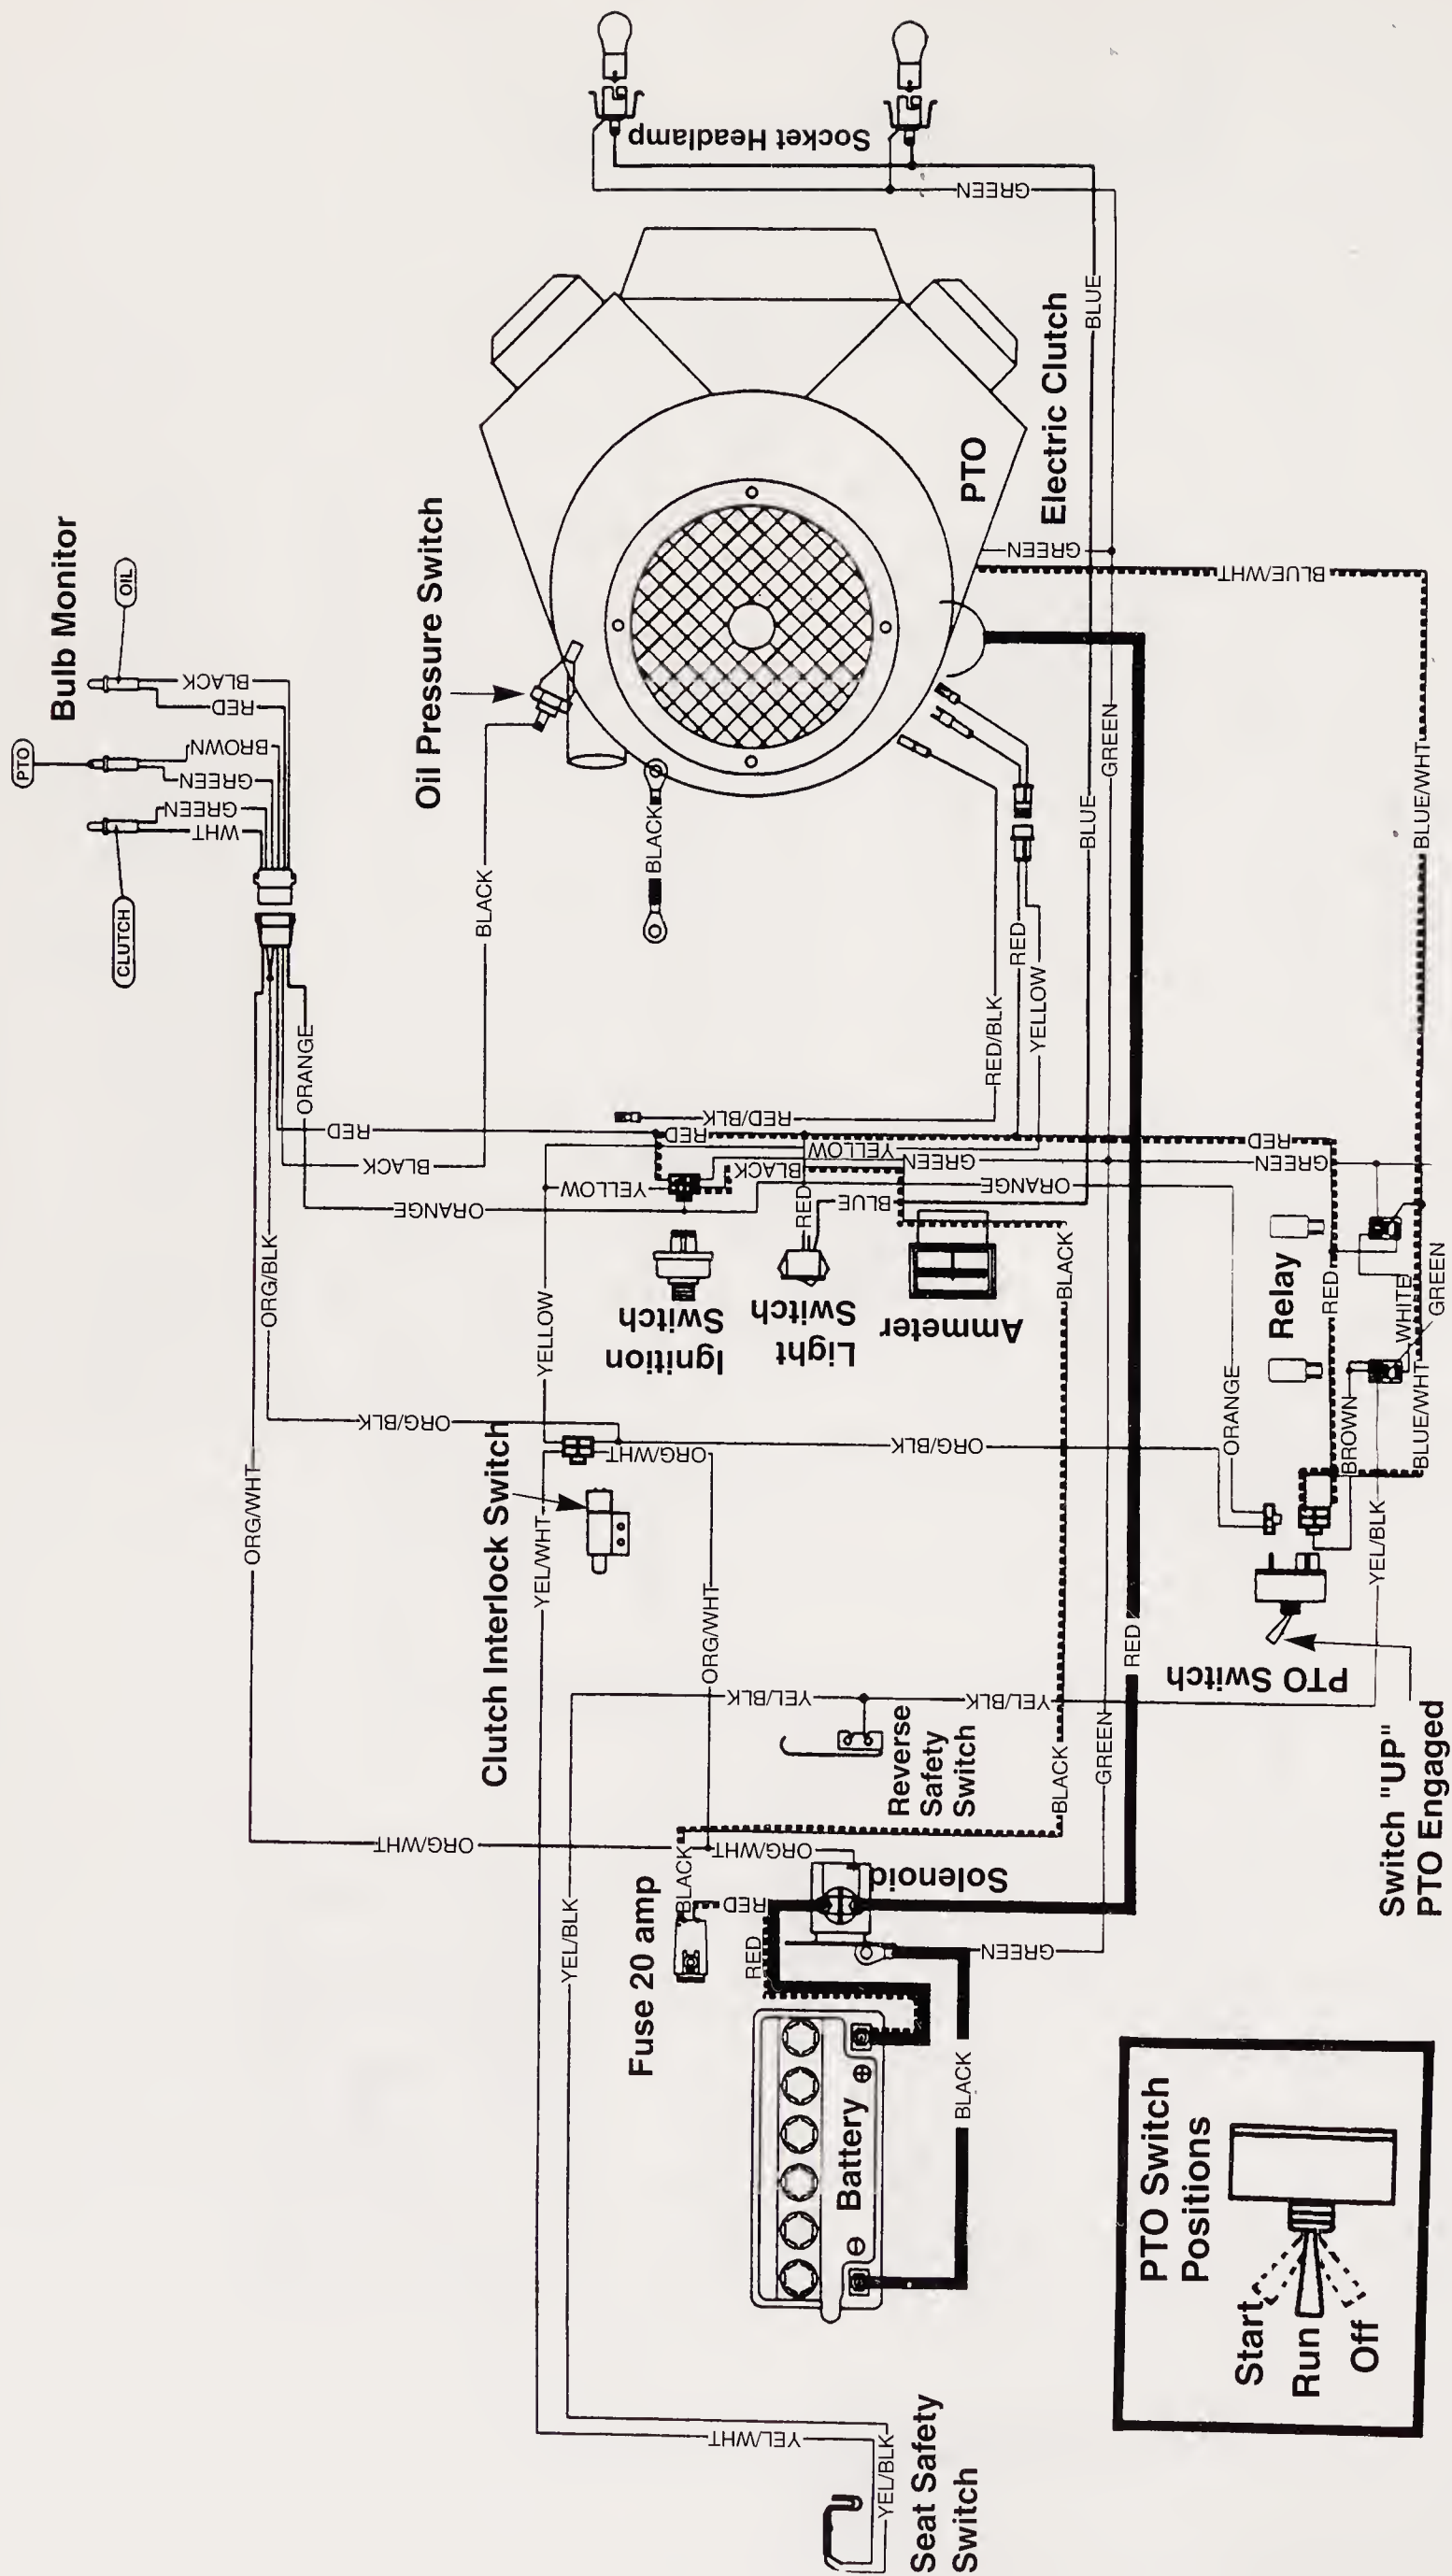 Bulb Monitor
PTO
OIL
CLUTCH
BLACK
RED
BROWN
GREEN
GREEN
WHT
Oil Pressure Switch
BLACK
BLACK
Socket Headlamp
GREEN
BLUE
PTO
Electric Clutch
GREEN
BLUE/WHT
GREEN
BLUE
BLUE/WHT
RED/BLK
RED
YELLOW
ORANGE
RED
BLACK
ORANGE
ORG/BLK
RED/BLK
RED
YELLOW
YELLOW
BLACK
GREEN
ORANGE
RED
BLUE
RED
GREEN
Ignition
Switch
Light
Switch
Ammeter
BLACK
YELLOW
ORG/BLK
ORG/WHT
ORG/BLK
Relay
RED
WHITE
GREEN
ORANGE
BROWN
BLUE/WHT
YEL/BLK
Clutch Interlock Switch
ORG/WHT
YEL/WHT
ORG/WHT
YEL/BLK
YEL/BLK
Reverse
Safety
Switch
BLACK
GREEN
RED
PTO Switch
Switch "UP"
PTO Engaged
ORG/WHT
ORG/WHT
BLACK
RED
Solenoid
Fuse 20 amp
RED
YEL/BLK
GREEN
Battery
BLACK
YEL/WHT
YEL/BLK
Seat Safety
Switch
PTO Switch
Positions
Start
Run
Off